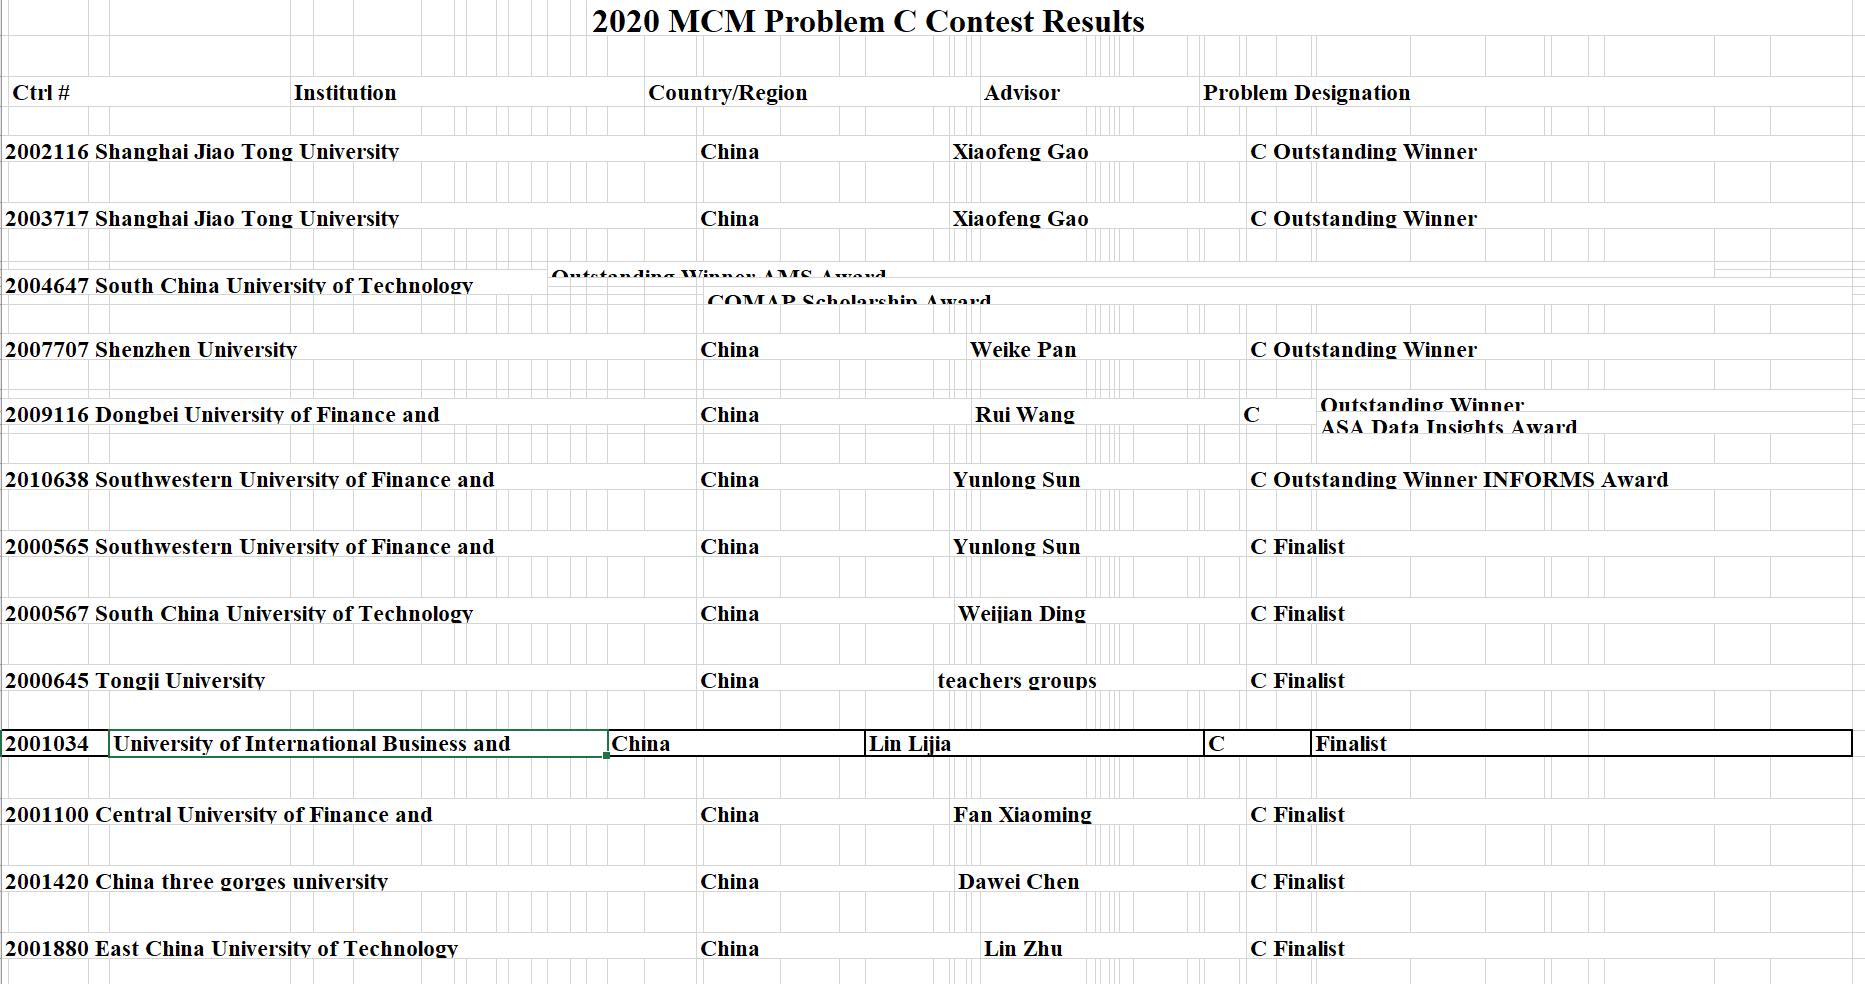 2020 MCM Problem C Contest Results
Ctrl # Institution Country/Region Advisor Problem Designation
2002116 Shanghai Jiao Tong University China Xiaofeng Gao C Outstanding Winner
2003717 Shanghai Jiao Tong University China Xiaofeng Gao C Outstanding Winner
Outstanding Winner AMS Award
2004647 South China University of Technology
COMAP Scholarship Award
2007707 Shenzhen University China Weike Pan C Outstanding Winner
Outstanding Winner
2009116 Dongbei University of Finance and China Rui Wang C
ASA Data Insights Award
2010638 Southwestern University of Finance and China Yunlong Sun C Outstanding Winner INFORMS Award
2000565 Southwestern University of Finance and China Yunlong Sun C Finalist
2000567 South China University of Technology China Weijian Ding C Finalist
2000645 Tongji University China teachers groups C Finalist
2001034 University of International Business and China Lin Lijia C Finalist
2001100 Central University of Finance and China Fan Xiaoming C Finalist
2001420 China three gorges university China Dawei Chen C Finalist
2001880 East China University of Technology China Lin Zhu C Finalist